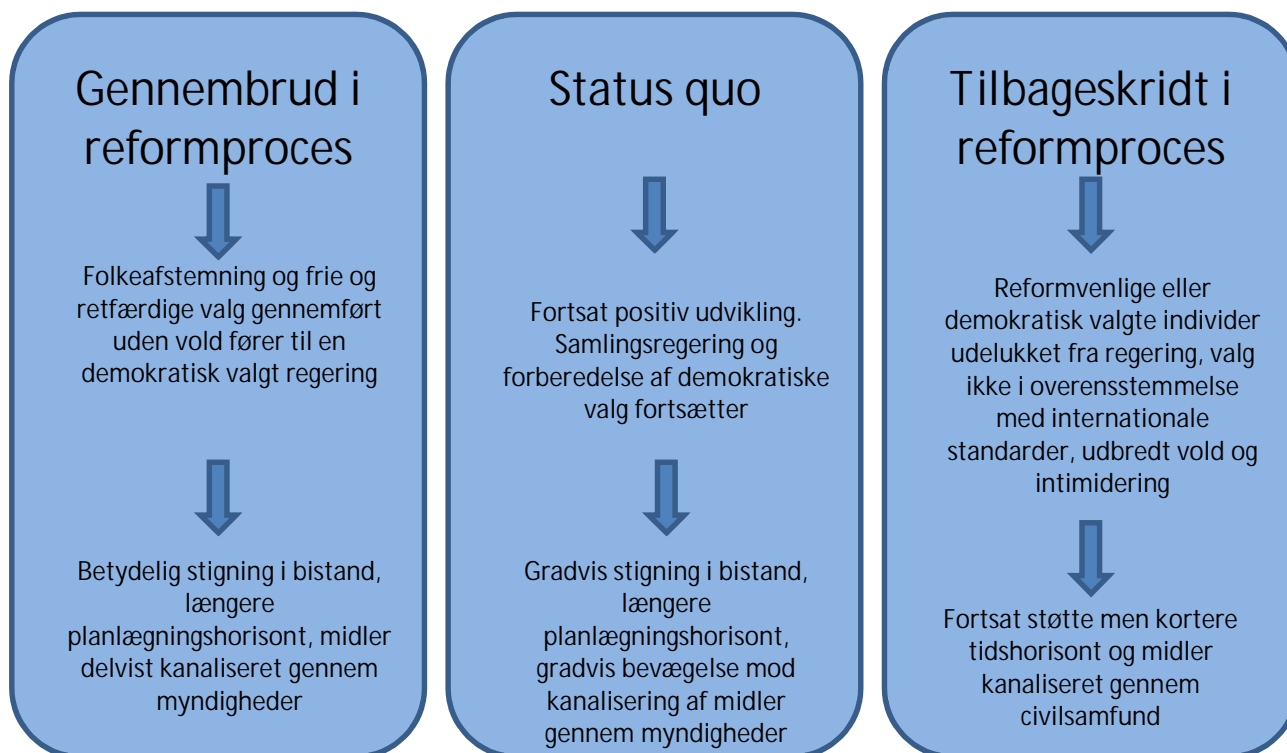 Gennembrud i
reformproces
Folkeafstemning og frie og
retfærdige valg gennemført
uden vold fører til en
demokratisk valgt regering
Betydelig stigning i bistand,
længere
planlægningshorisont, midler
delvist kanaliseret gennem
myndigheder
Status quo
Fortsat positiv udvikling.
Samlingsregering og
forberedelse af demokratiske
valg fortsætter
Gradvis stigning i bistand,
længere
planlægningshorisont,
gradvis bevægelse mod
kanalisering af midler
gennem myndigheder
Tilbageskridt i
reformproces
Reformvenlige eller
demokratisk valgte individer
udelukket fra regering, valg
ikke i overensstemmelse
med internationale
standarder, udbredt vold og
intimidering
Fortsat støtte men kortere
tidshorisont og midler
kanaliseret gennem
civilsamfund